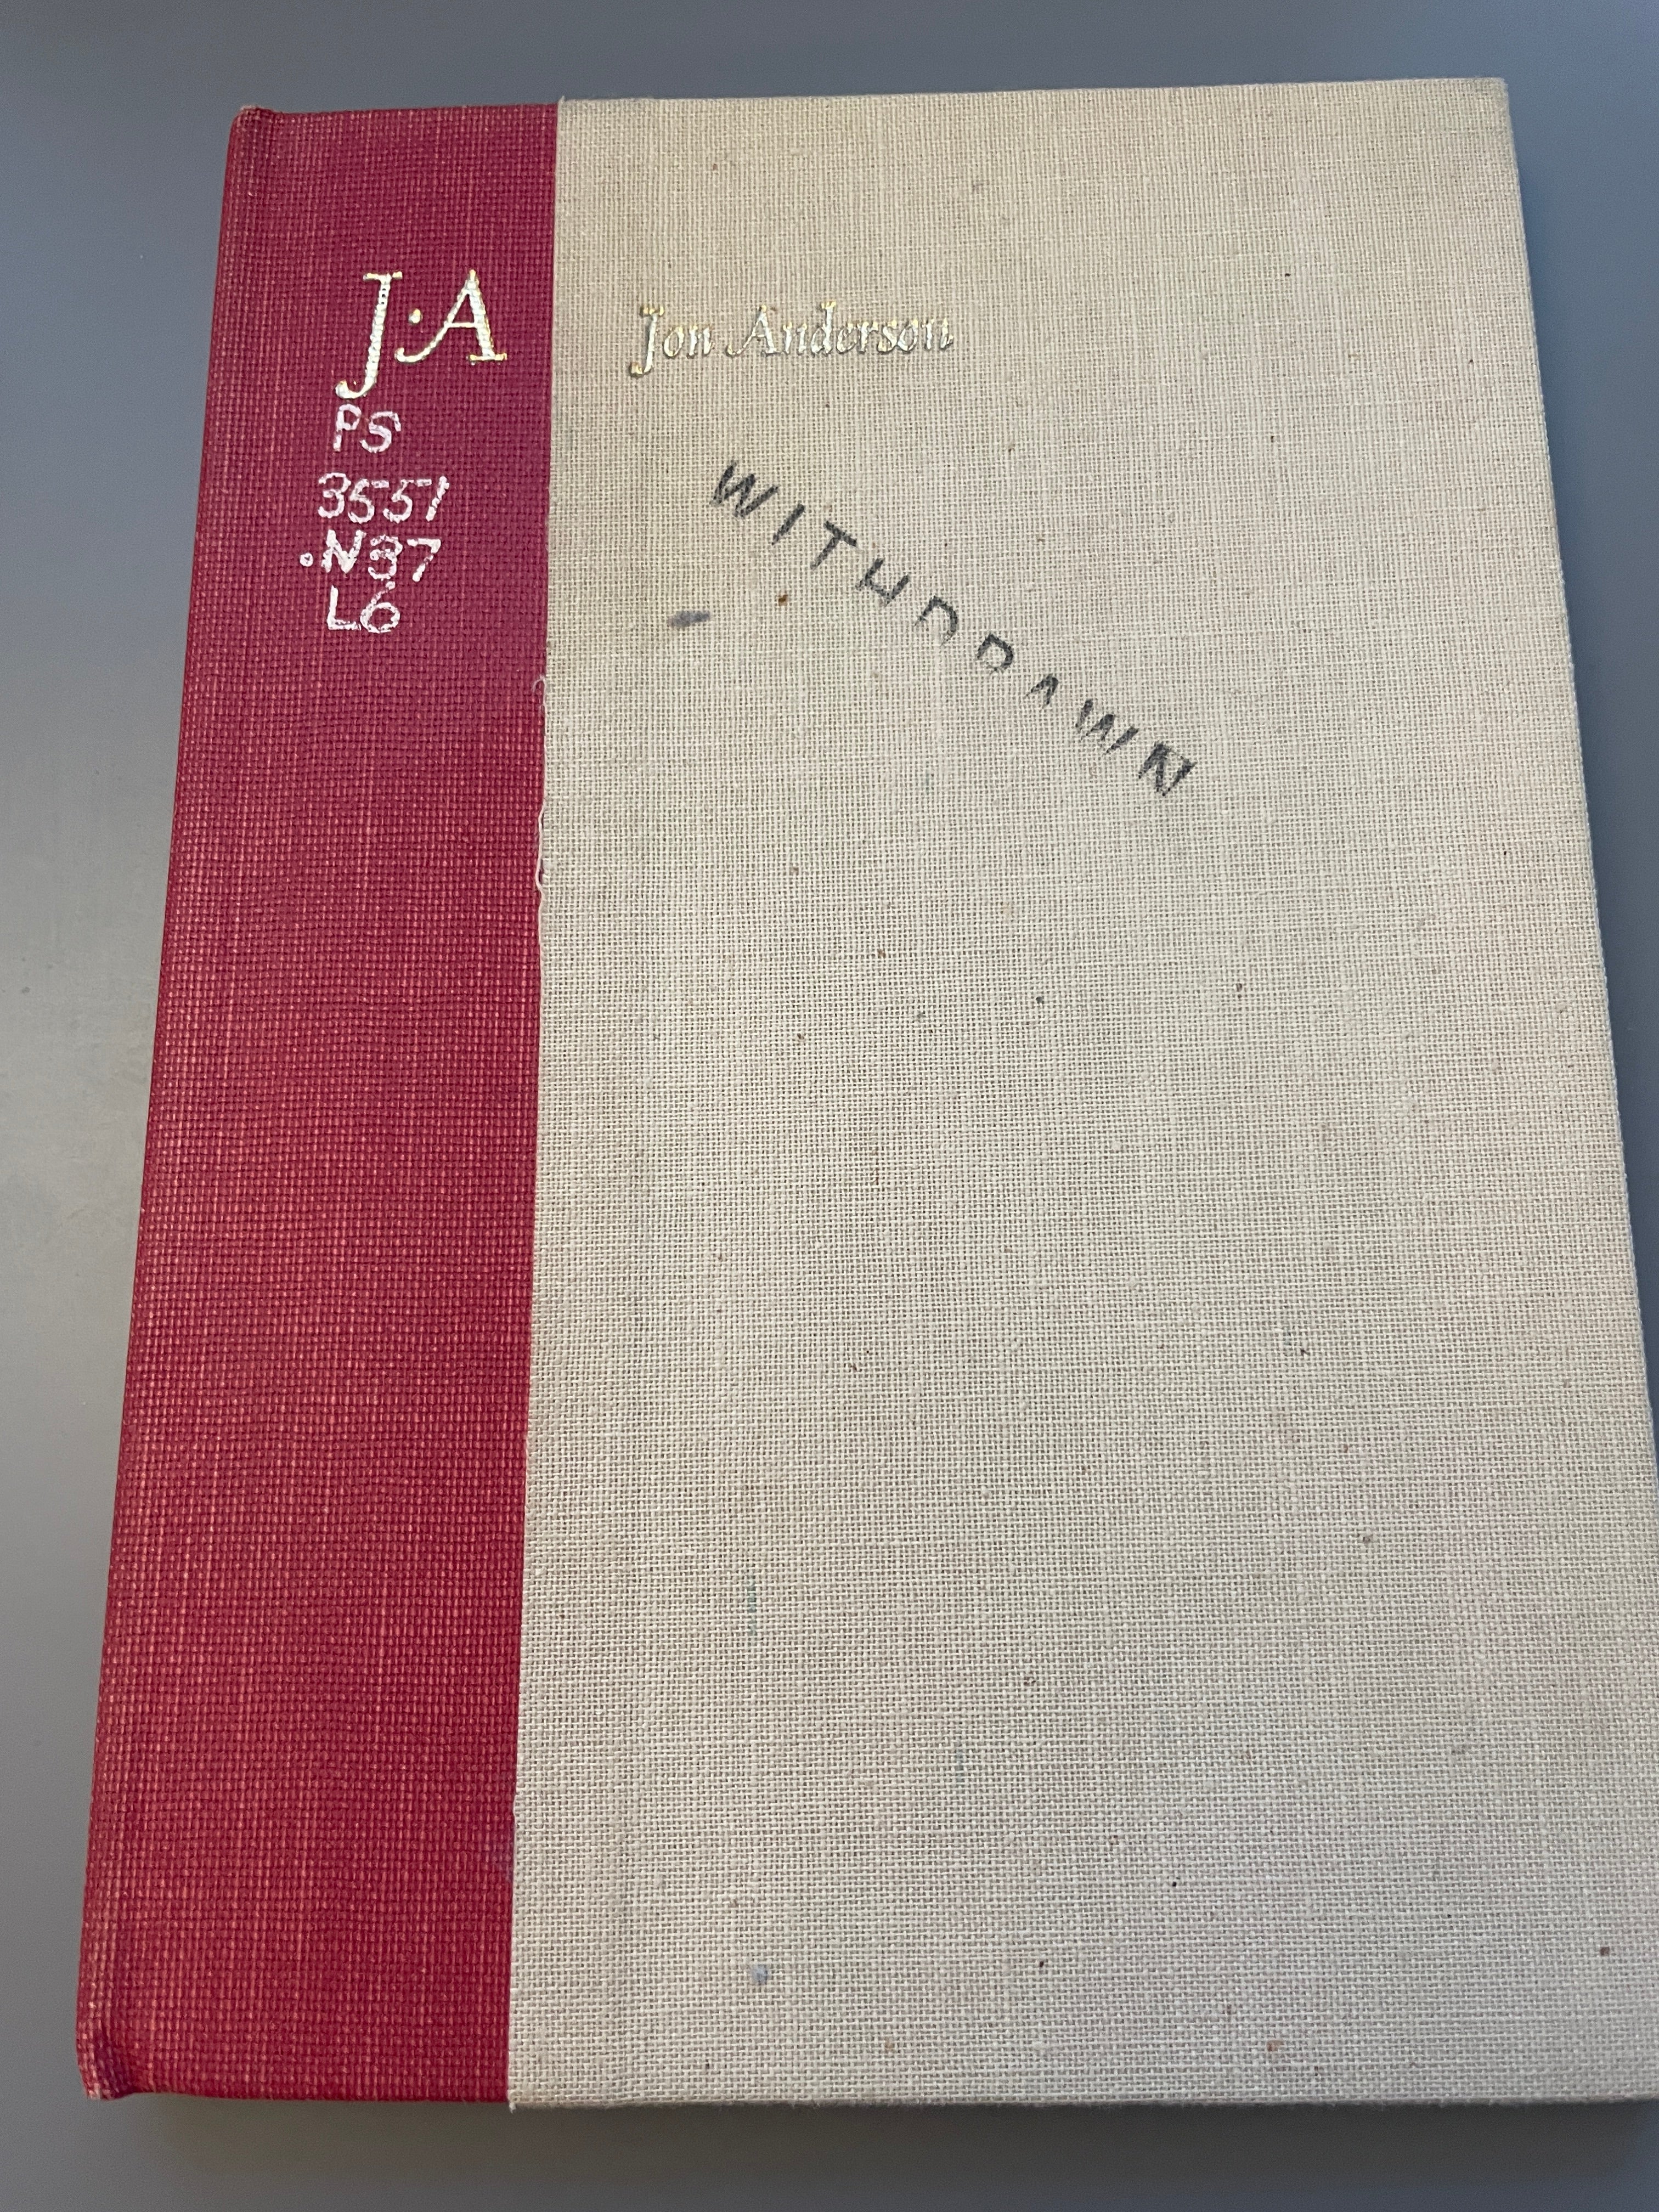 J·A
PS
3551
.N37
L6
Jon Anderson
WITHDRAWN